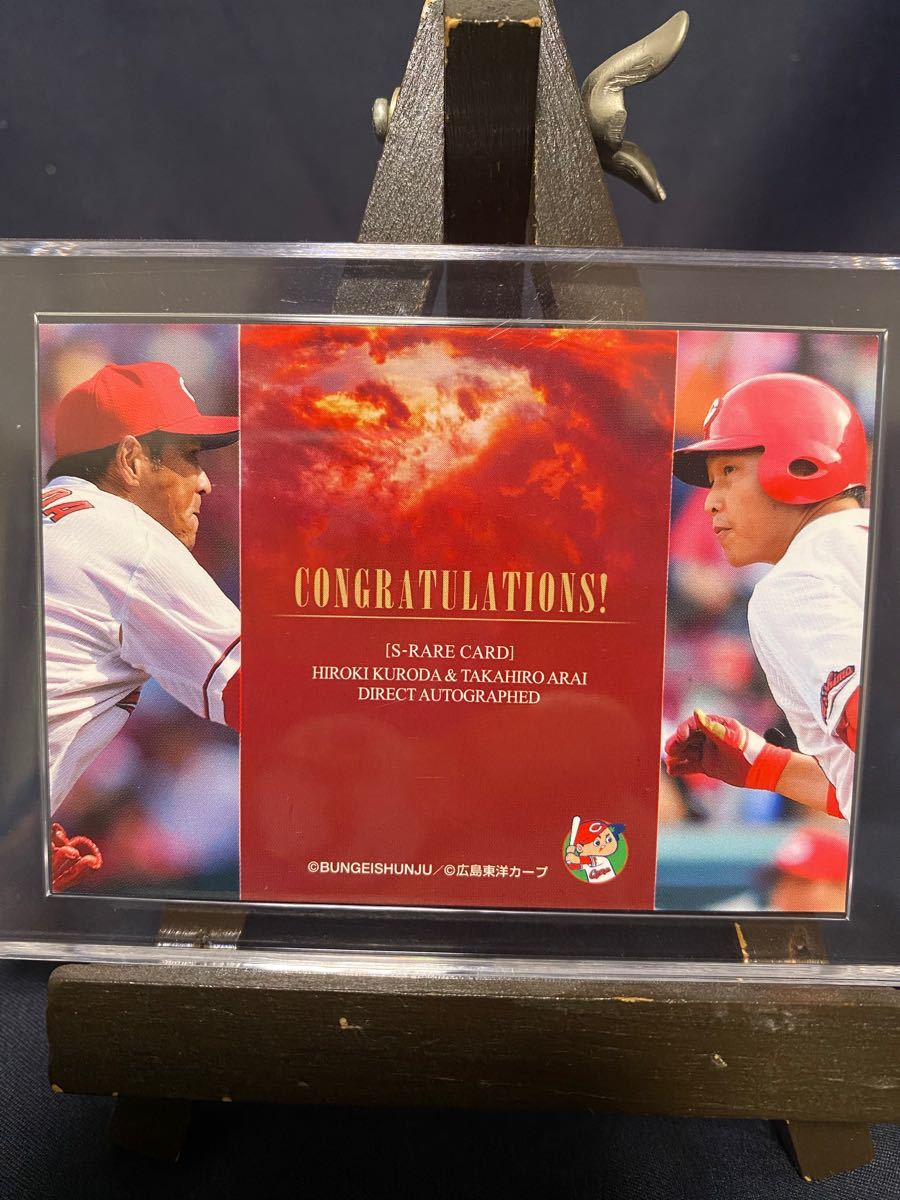 CONGRATULATIONS!
[S-RARE CARD]
HIROKI KURODA & TAKAHIRO ARAI
DIRECT AUTOGRAPHED
©BUNGEISHUNJU/©広島東洋カープ